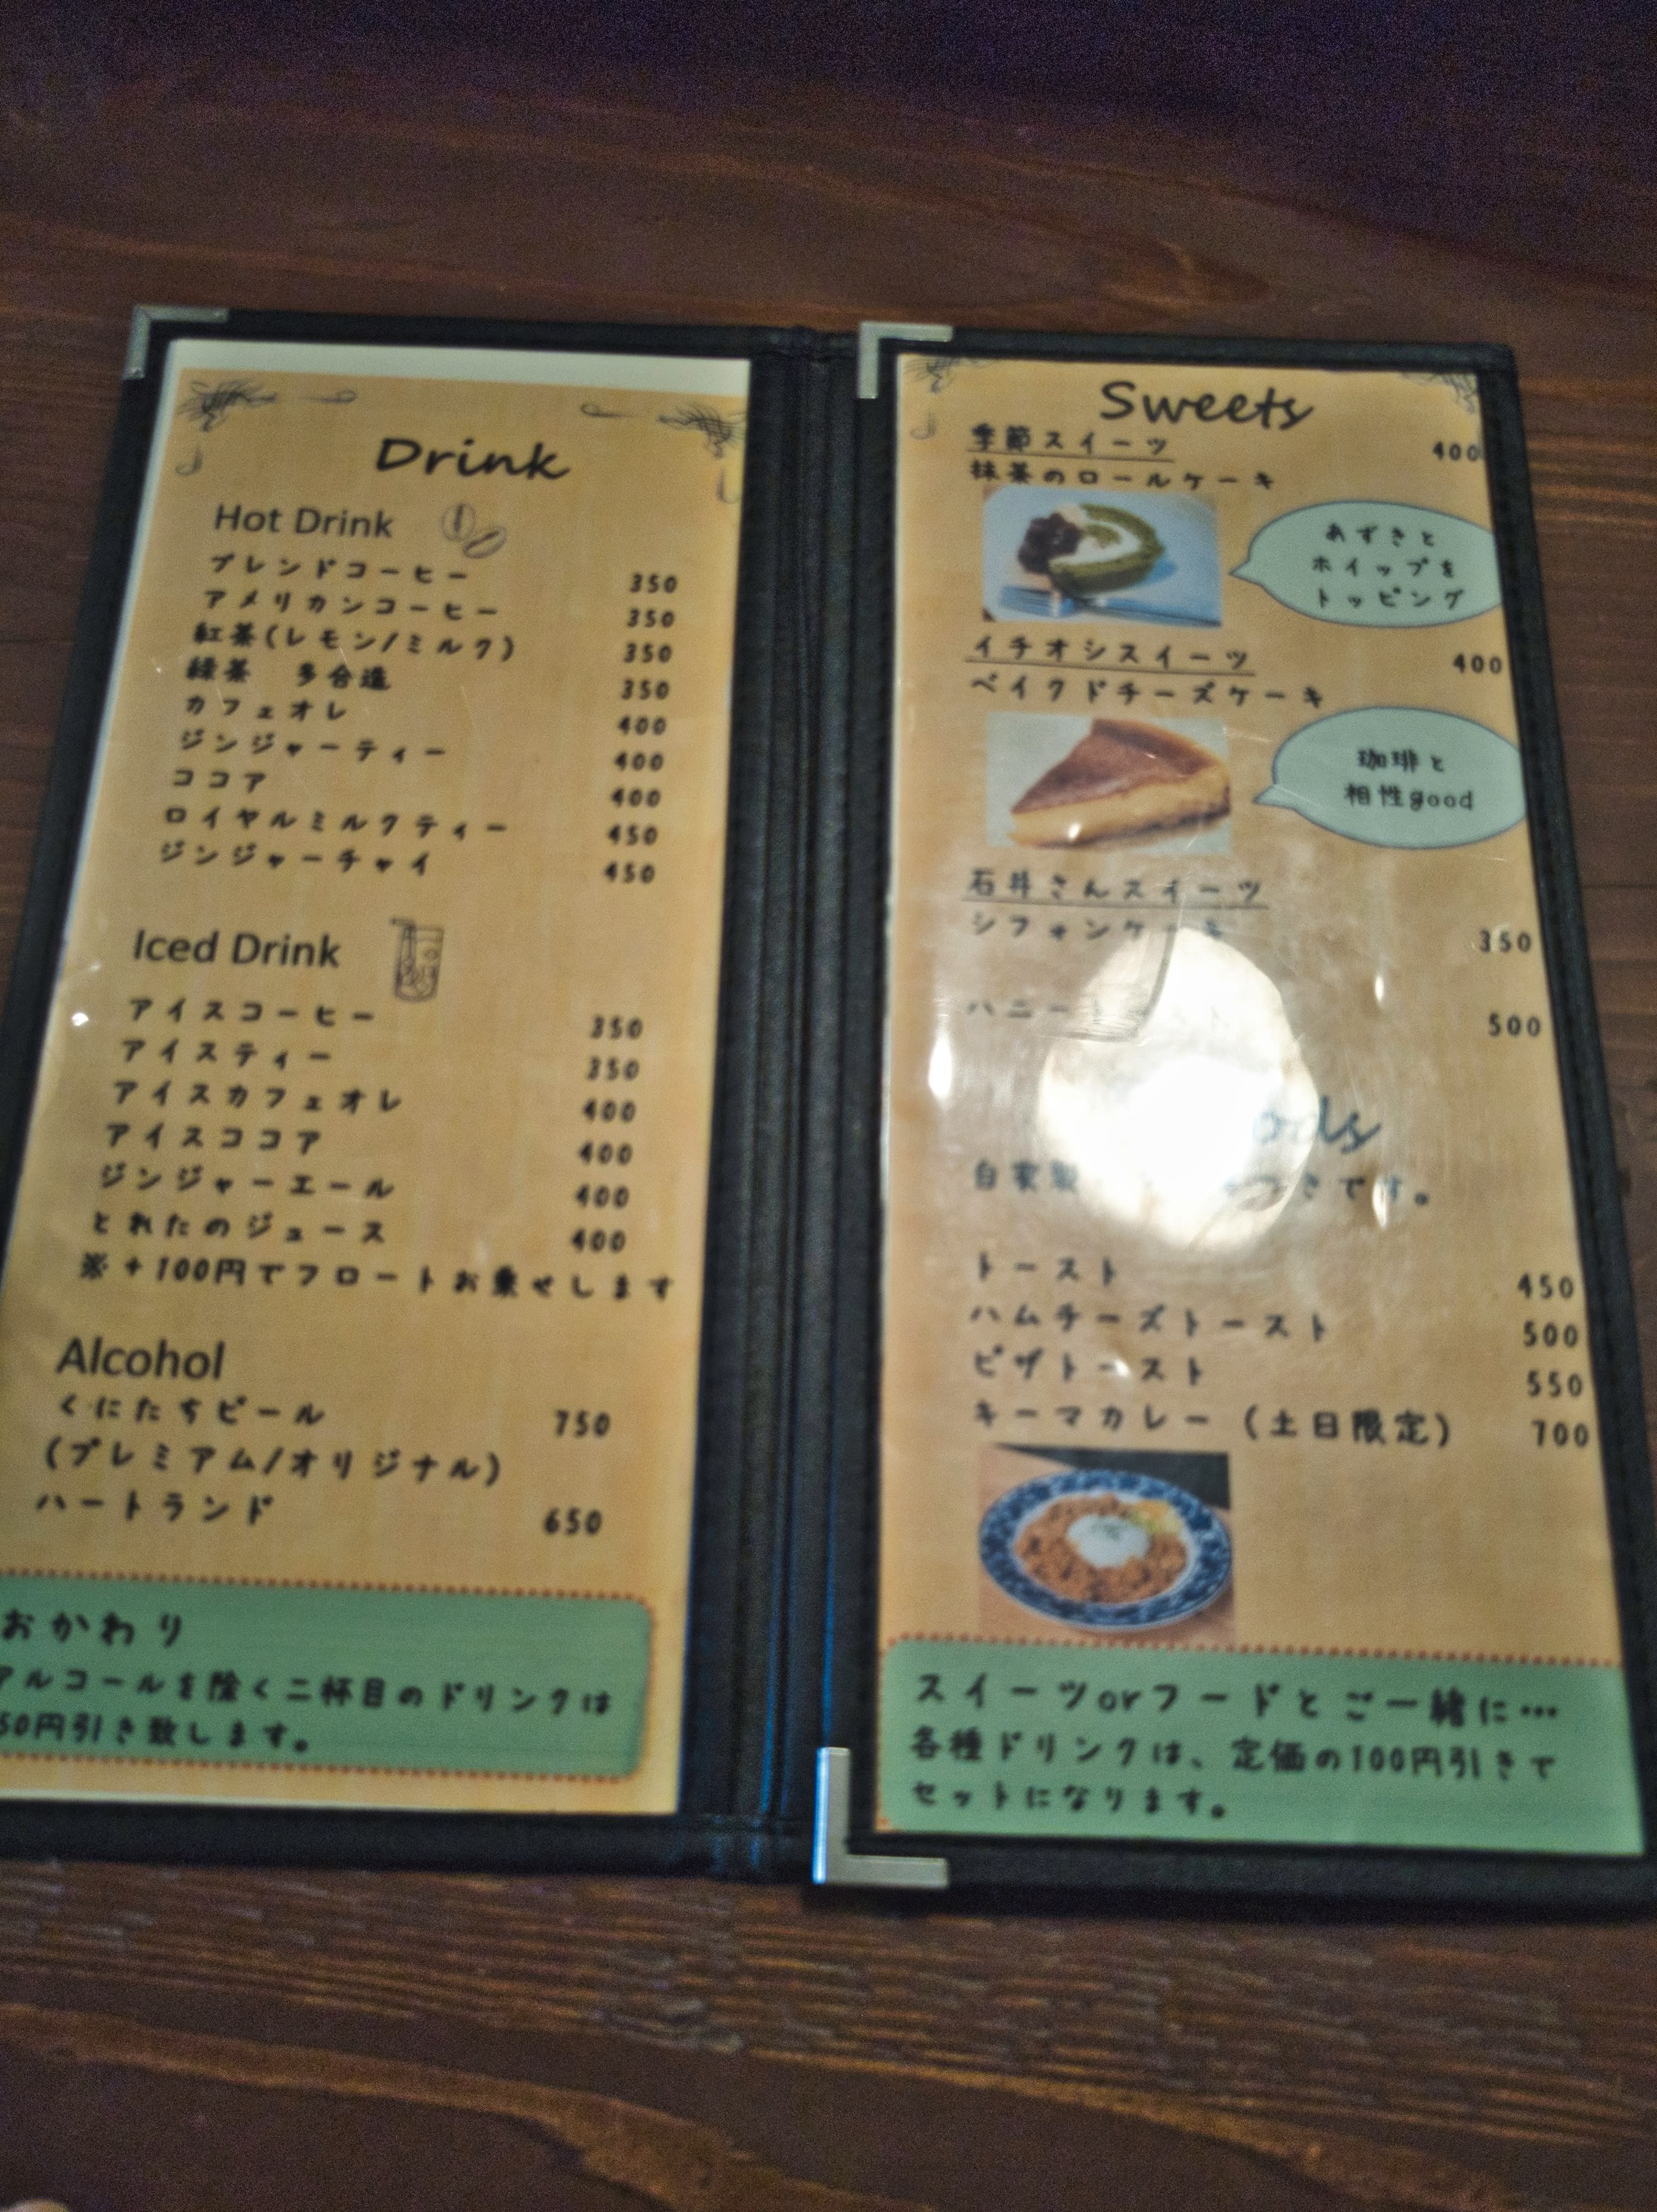 Drink
Hot Drink
ブレンドコーヒー 350
アメリカンコーヒー 350
紅茶(レモン/ミルク) 350
緑茶 多合造 350
カフェオレ 400
ジンジャーティー 400
ココア 400
ロイヤルミルクティー 450
ジンジャーチャイ 450
Iced Drink
アイスコーヒー 350
アイスティー 350
アイスカフェオレ 400
アイスココア 400
ジンジャーエール 400
とれたのジュース 400
※+100円でフロートお乗せします
Alcohol
くにたちビール 750
(プレミアム/オリジナル)
ハートランド 650
おかわり
アルコールを除く二杯目のドリンクは
50円引き致します。
Sweets
季節スイーツ 400
抹茶のロールケーキ
あずきと
ホイップを
トッピング
イチオシスイーツ 400
ベイクドチーズケーキ
珈琲と
相性good
石井さんスイーツ
シフォンケーキ 350
ハニー 500
自家製 つきです。
トースト 450
ハムチーズトースト 500
ピザトースト 550
キーマカレー (土日限定) 700
スイーツorフードとご一緒に…
各種ドリンクは、定価の100円引きで
セットになります。